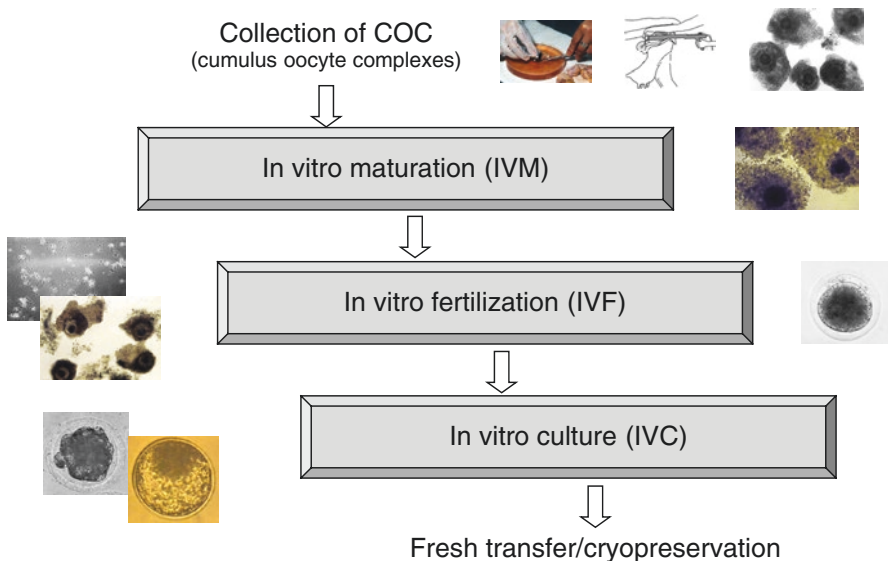 Collection of COC
(cumulus oocyte complexes)
In vitro maturation (IVM)
In vitro fertilization (IVF)
In vitro culture (IVC)
Fresh transfer/cryopreservation